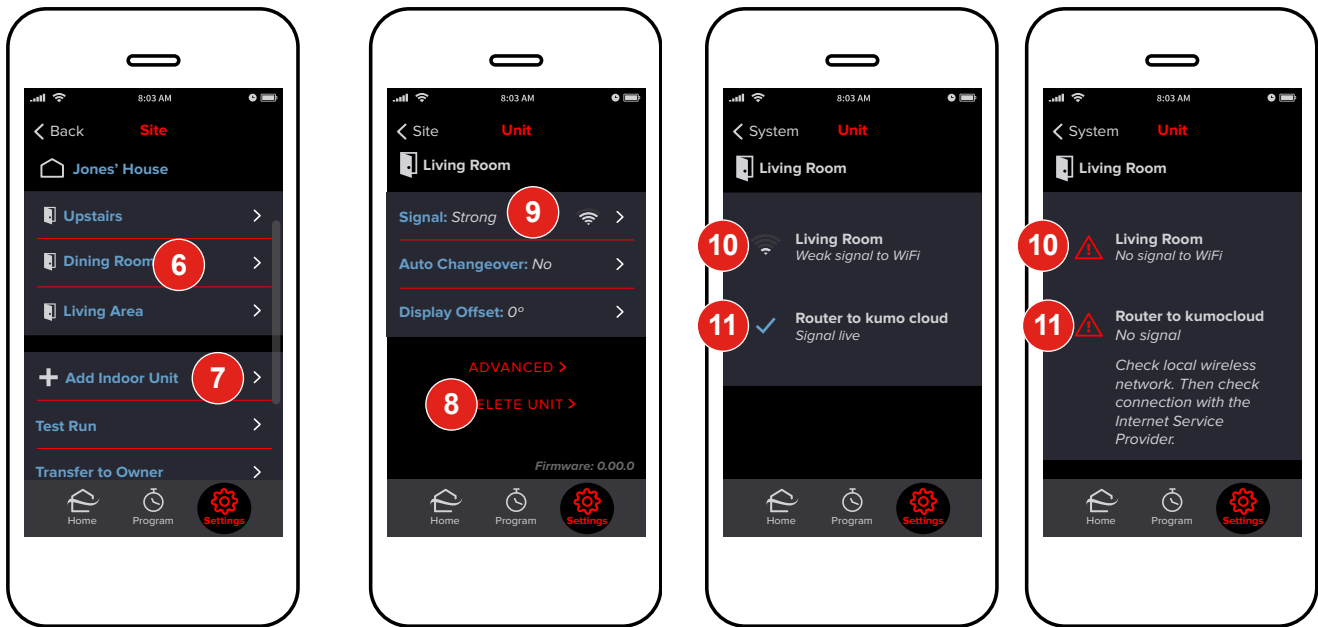 8:03 AM
Back
Site
Jones' House
Upstairs
Dining Room
6
Living Area
Add Indoor Unit
7
Test Run
Transfer to Owner
Home
Program
Settings
8:03 AM
Site
Unit
Living Room
Signal: Strong
9
Auto Changeover: No
Display Offset: 0°
ADVANCED >
8
ELETE UNIT >
Firmware: 0.00.0
Home
Program
Settings
8:03 AM
System
Unit
Living Room
10
Living Room
Weak signal to WiFi
11
Router to kumo cloud
Signal live
Home
Program
Settings
8:03 AM
System
Unit
Living Room
10
Living Room
No signal to WiFi
11
Router to kumocloud
No signal
Check local wireless
network. Then check
connection with the
Internet Service
Provider.
Home
Program
Settings